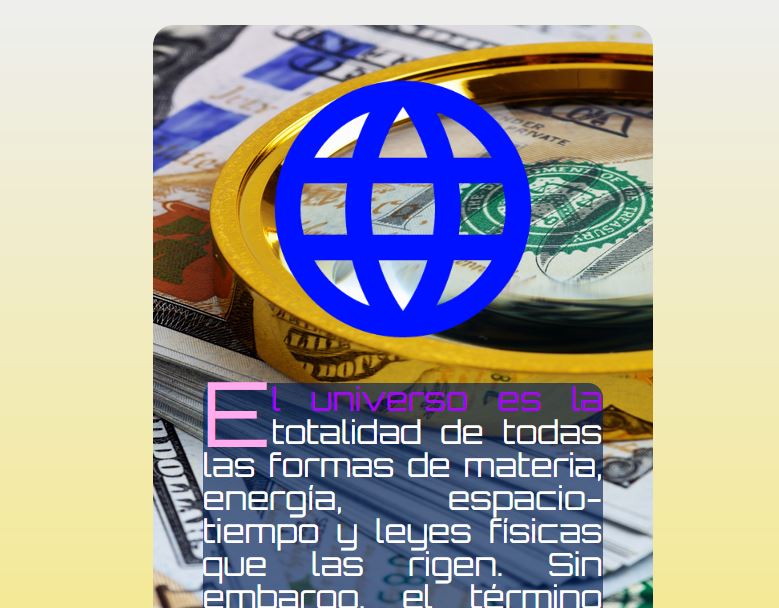 El universo es la
totalidad de todas
las formas de materia,
energía, espacio-
tiempo y leyes físicas
que las rigen. Sin
embargo, el término